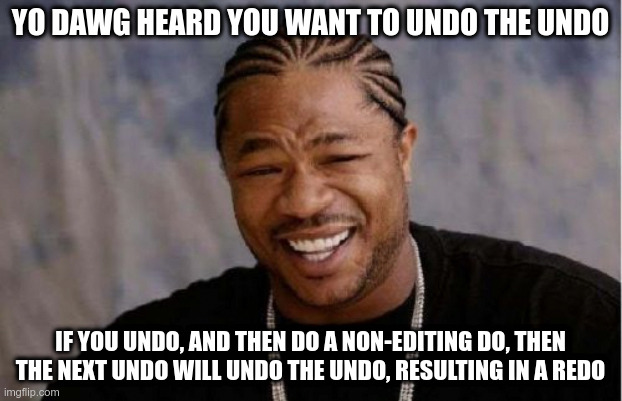 YO DAWG HEARD YOU WANT TO UNDO THE UNDO
IF YOU UNDO, AND THEN DO A NON-EDITING DO, THEN
THE NEXT UNDO WILL UNDO THE UNDO, RESULTING IN A REDO
imgflip.com